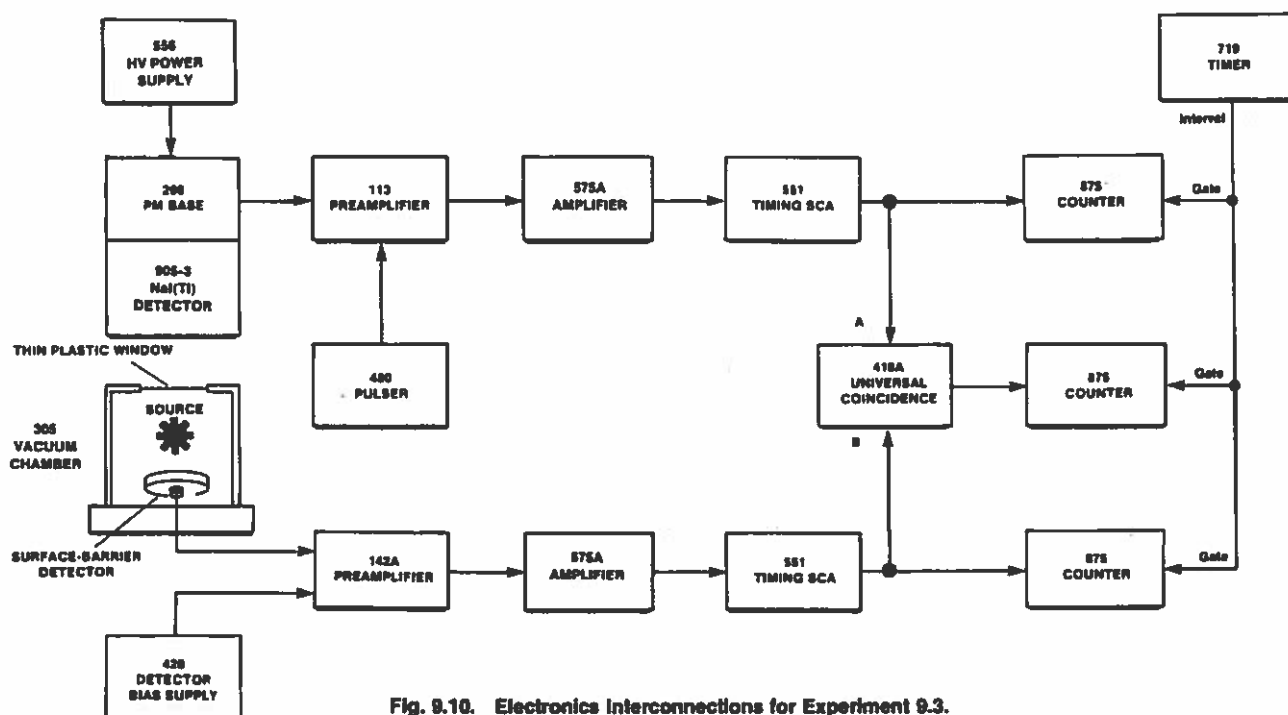 556
HV POWER
SUPPLY
719
TIMER
Interval
266
PM BASE
113
PREAMPLIFIER
575A
AMPLIFIER
551
TIMING SCA
875
COUNTER
Gate
905-3
NaI(Tl)
DETECTOR
THIN PLASTIC WINDOW
A
480
PULSER
418A
UNIVERSAL
COINCIDENCE
875
COUNTER
Gate
SOURCE
305
VACUUM
CHAMBER
B
SURFACE-BARRIER
DETECTOR
142A
PREAMPLIFIER
575A
AMPLIFIER
551
TIMING SCA
875
COUNTER
Gate
428
DETECTOR
BIAS SUPPLY
Fig. 9.10. Electronics Interconnections for Experiment 9.3.